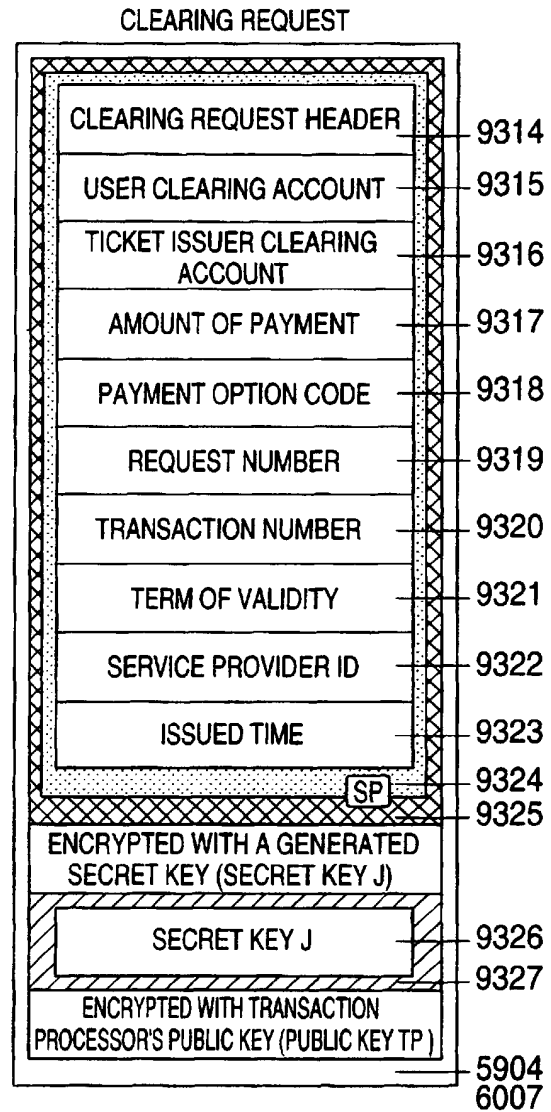 CLEARING REQUEST
CLEARING REQUEST HEADER
9314
USER CLEARING ACCOUNT
9315
TICKET ISSUER CLEARING
ACCOUNT
9316
AMOUNT OF PAYMENT
9317
PAYMENT OPTION CODE
9318
REQUEST NUMBER
9319
TRANSACTION NUMBER
9320
TERM OF VALIDITY
9321
SERVICE PROVIDER ID
9322
ISSUED TIME
9323
SP
9324
9325
ENCRYPTED WITH A GENERATED
SECRET KEY (SECRET KEY J)
SECRET KEY J
9326
9327
ENCRYPTED WITH TRANSACTION
PROCESSOR'S PUBLIC KEY (PUBLIC KEY TP)
5904
6007